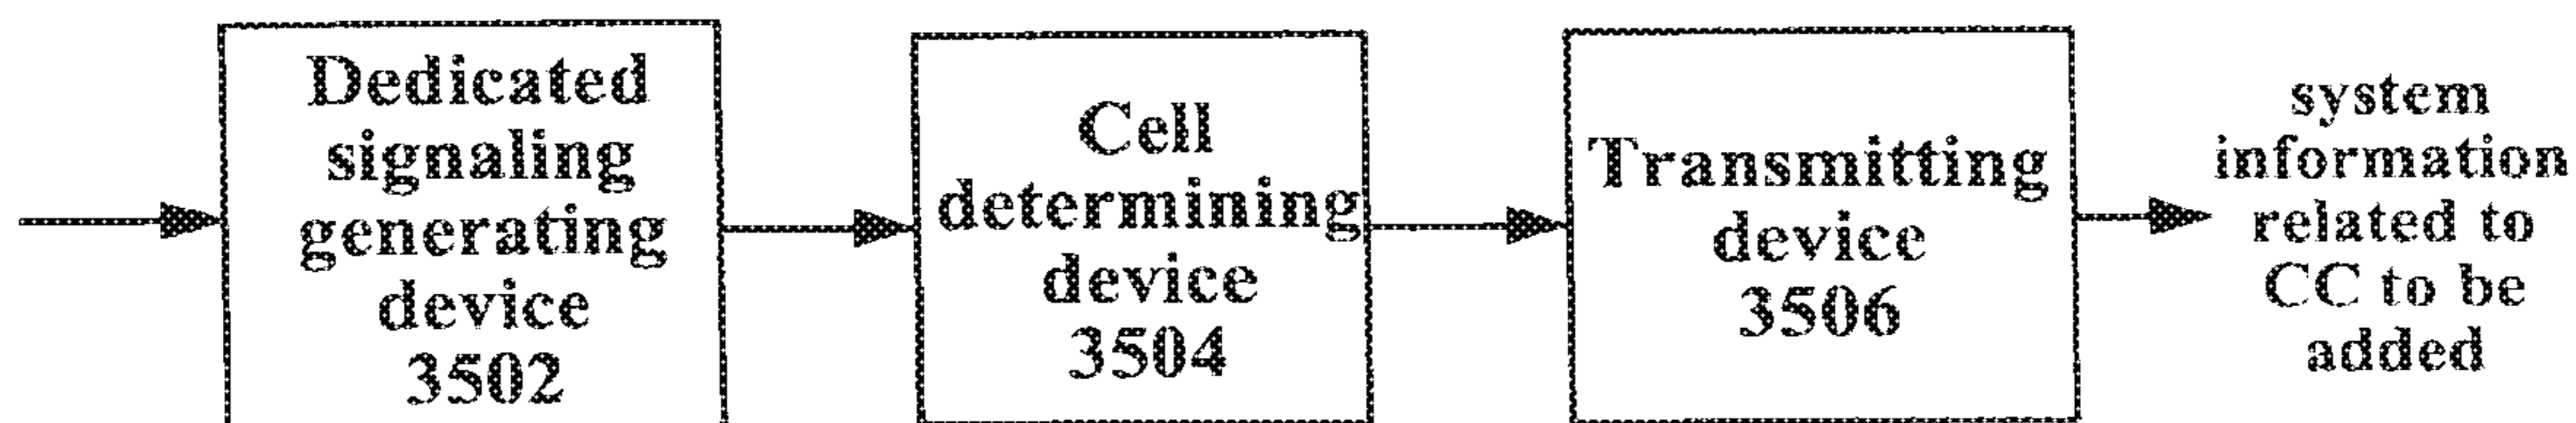 Dedicated
signaling
generating
device
3502
Cell
determining
device
3504
Transmitting
device
3506
system
information
related to
CC to be
added